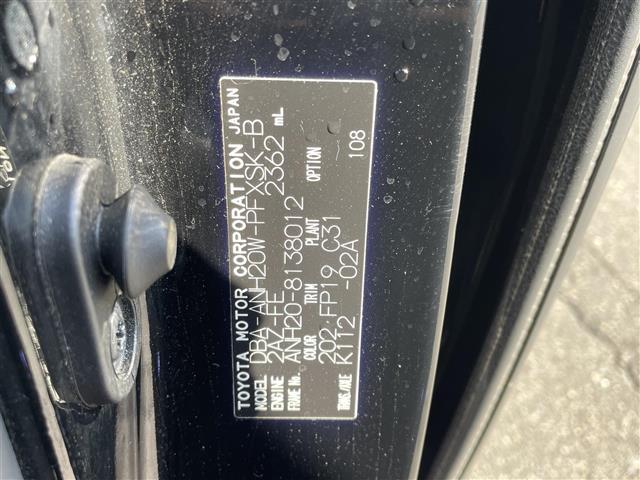 TOYOTA MOTOR CORPORATION JAPAN
MODEL DBA-ANH20W-PFXSK-B
ENGINE 2AZ-FE 2362 mL
FRAME No. ANH20-8138012
COLOR TRIM PLANT OPTION
202 FP19 C31 108
TRANS./AXLE K112 -02A